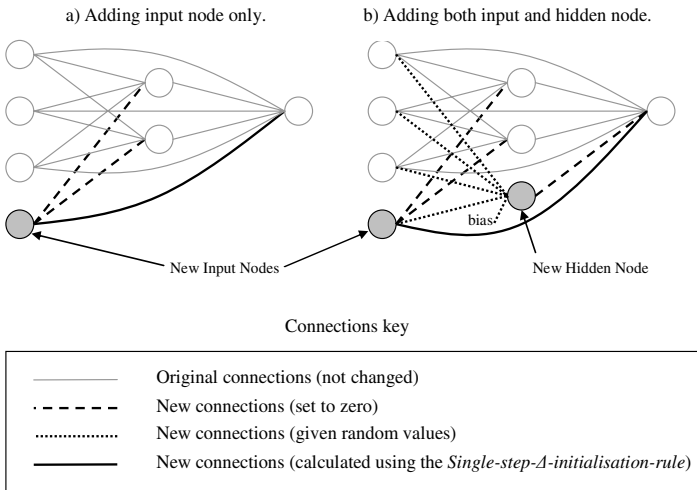 a) Adding input node only.
b) Adding both input and hidden node.
bias
New Input Nodes
New Hidden Node
Connections key
Original connections (not changed)
New connections (set to zero)
New connections (given random values)
New connections (calculated using the Single-step-Δ-initialisation-rule)